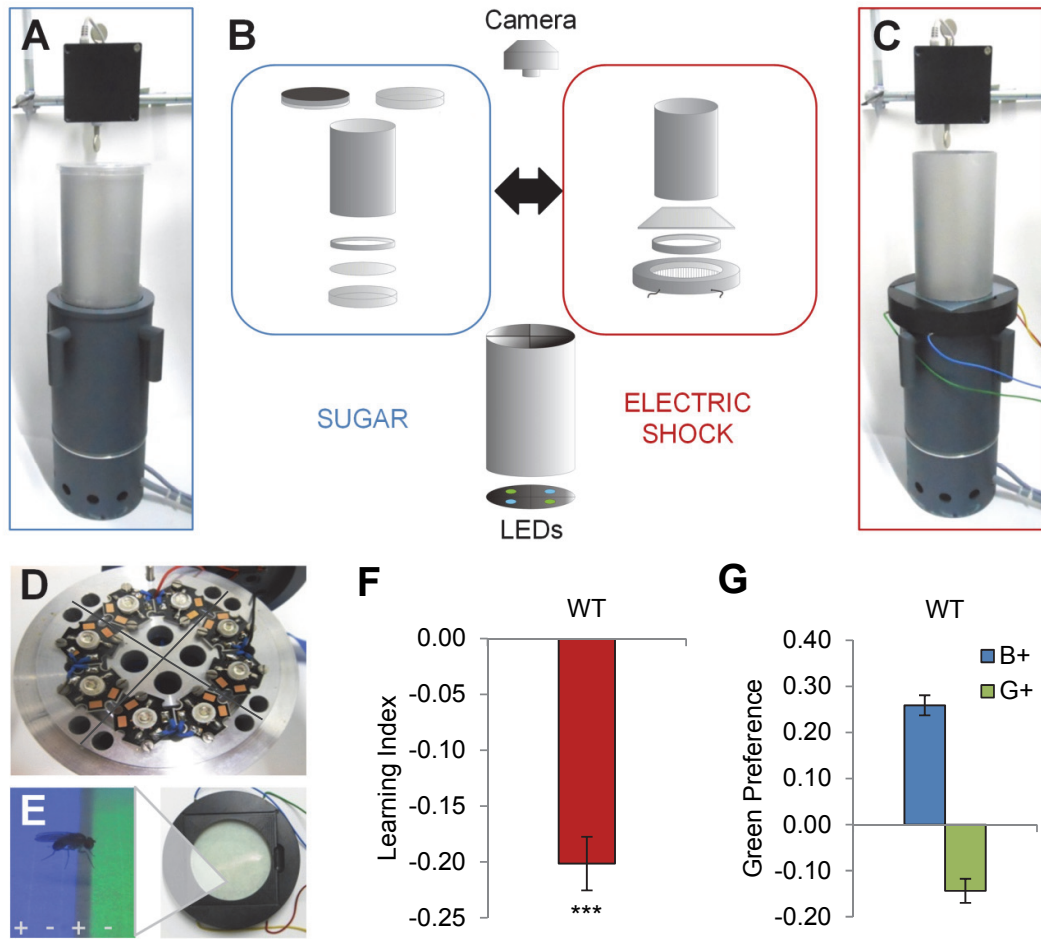 A
B
Camera
C
SUGAR
ELECTRIC
SHOCK
LEDs
D
E
+ - + -
F
WT
0.00
-0.05
-0.10
-0.15
-0.20
-0.25
Learning Index
***
G
WT
0.40
0.30
0.20
0.10
0.00
-0.10
-0.20
Green Preference
B+
G+